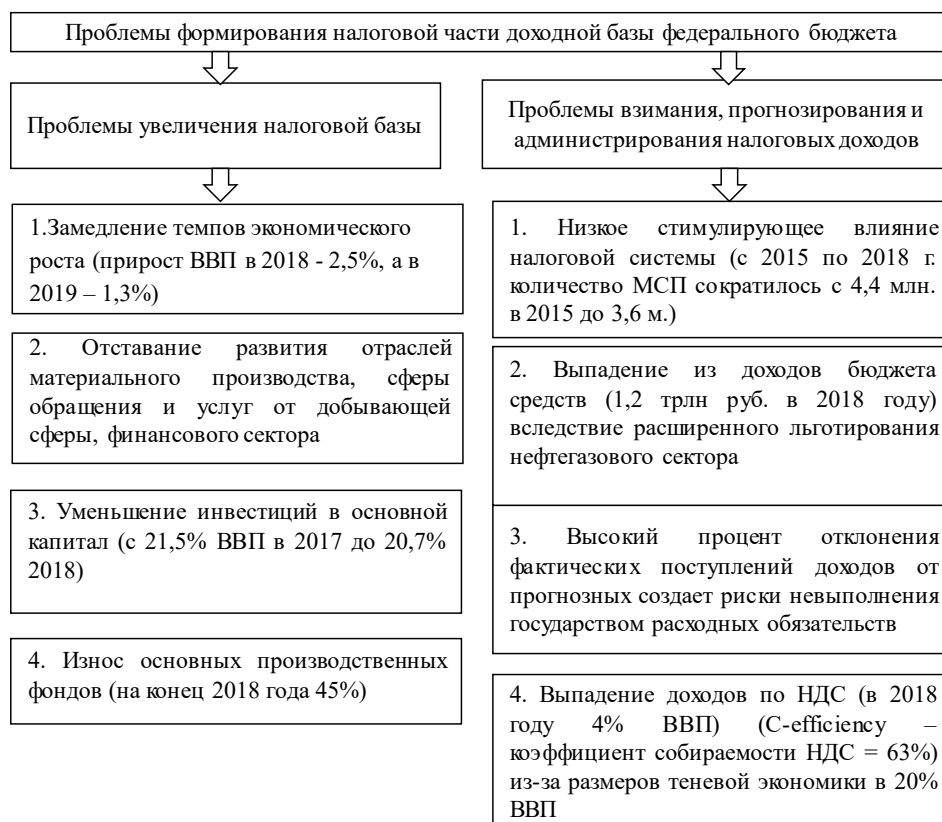 Проблемы формирования налоговой части доходной базы федерального бюджета
Проблемы увеличения налоговой базы
1.Замедление темпов экономического
роста (прирост ВВП в 2018 - 2,5%, а в
2019 – 1,3%)
2. Отставание развития отраслей
материального производства, сферы
обращения и услуг от добывающей
сферы, финансового сектора
3. Уменьшение инвестиций в основной
капитал (с 21,5% ВВП в 2017 до 20,7%
2018)
4. Износ основных производственных
фондов (на конец 2018 года 45%)
Проблемы взимания, прогнозирования и
администрирования налоговых доходов
1. Низкое стимулирующее влияние
налоговой системы (с 2015 по 2018 г.
количество МСП сократилось с 4,4 млн.
в 2015 до 3,6 м.)
2. Выпадение из доходов бюджета
средств (1,2 трлн руб. в 2018 году)
вследствие расширенного льготирования
нефтегазового сектора
3. Высокий процент отклонения
фактических поступлений доходов от
прогнозных создает риски невыполнения
государством расходных обязательств
4. Выпадение доходов по НДС (в 2018
году 4% ВВП) (C-efficiency –
коэффициент собираемости НДС = 63%)
из-за размеров теневой экономики в 20%
ВВП